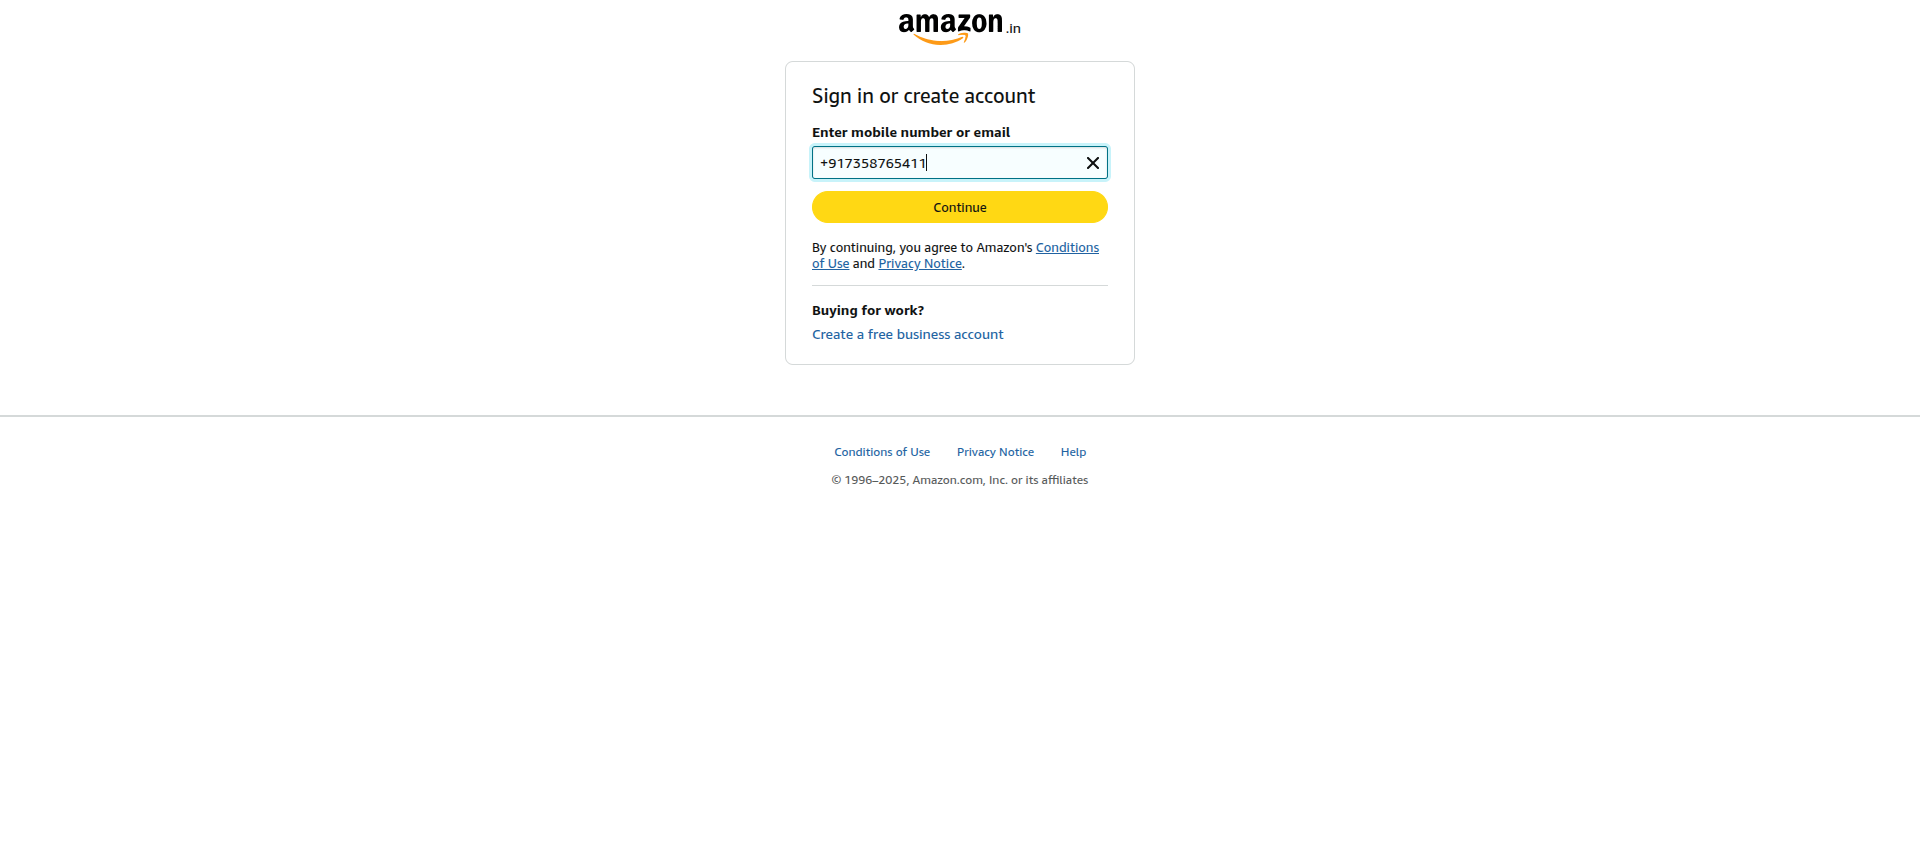 amazon.in
Sign in or create account
Enter mobile number or email
+917358765411
Continue
By continuing, you agree to Amazon's Conditions
of Use and Privacy Notice.
Buying for work?
Create a free business account
Conditions of Use Privacy Notice Help
© 1996–2025, Amazon.com, Inc. or its affiliates